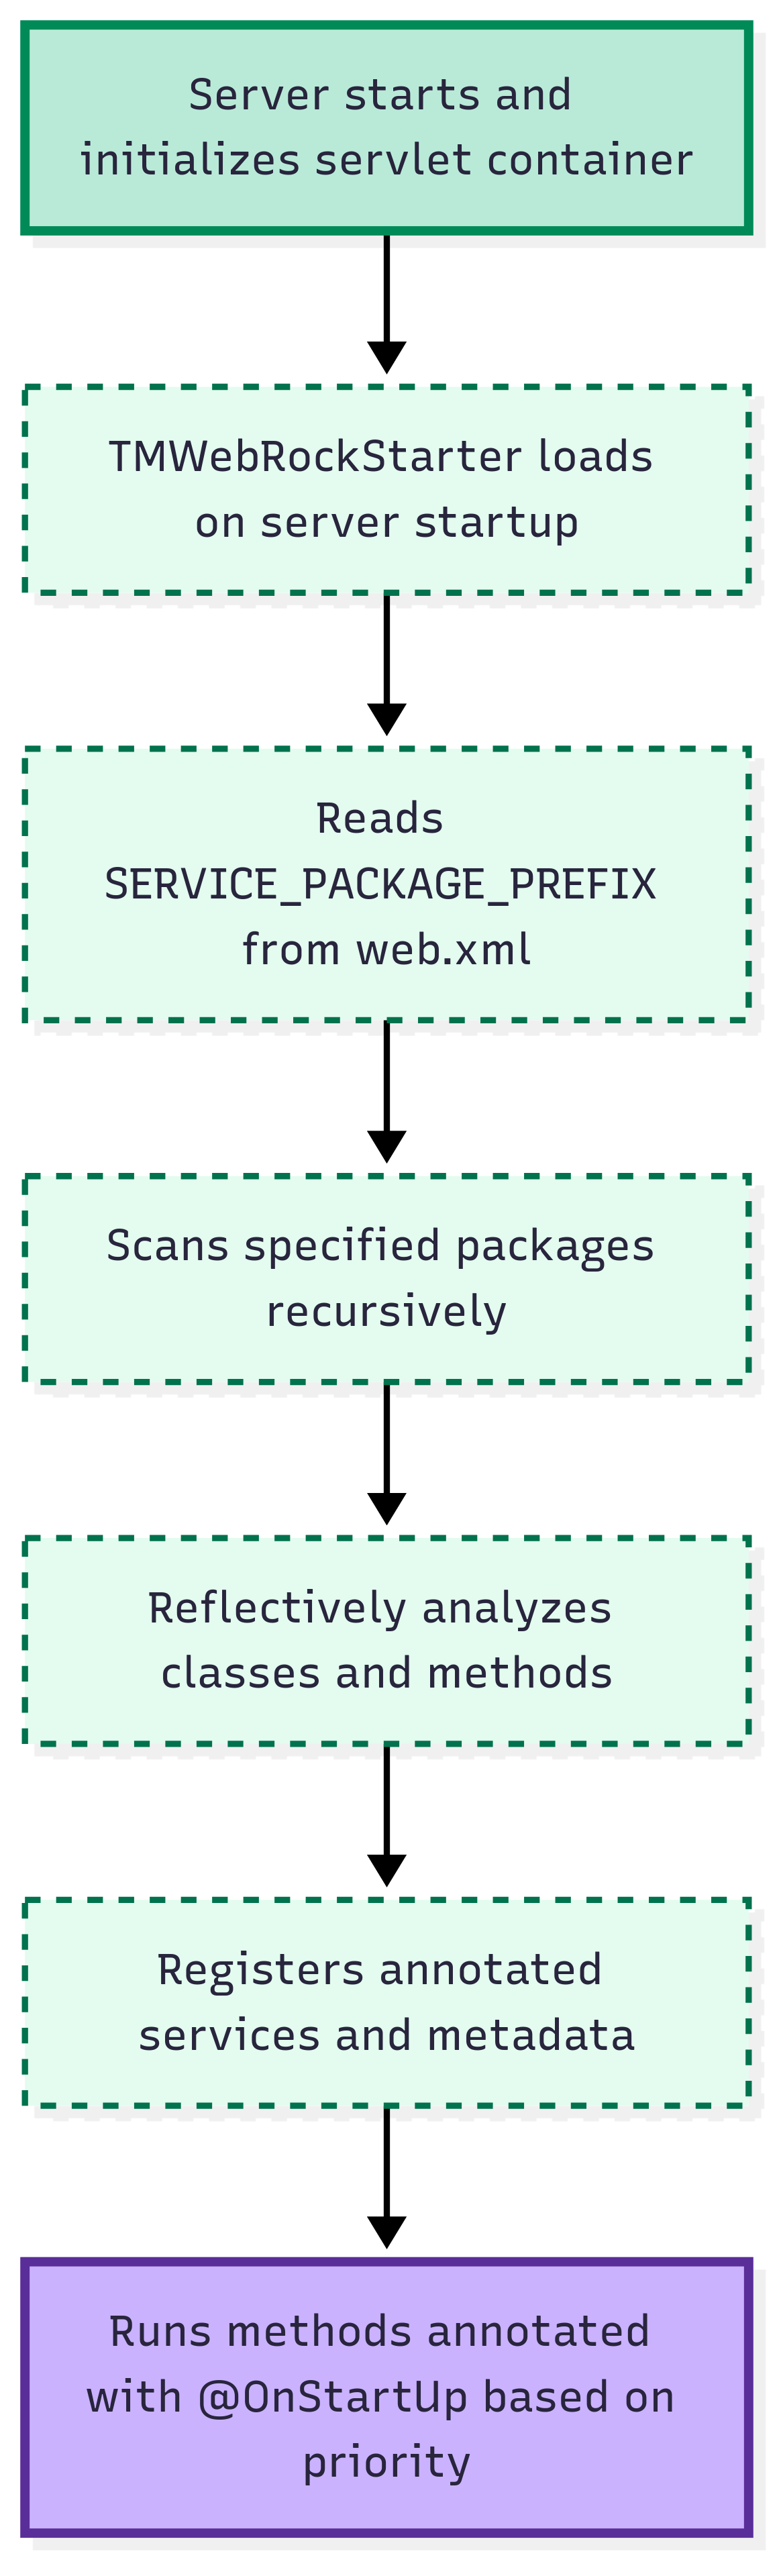 Server starts and
initializes servlet container
TMWebRockStarter loads
on server startup
Reads
SERVICE_PACKAGE_PREFIX
from web.xml
Scans specified packages
recursively
Reflectively analyzes
classes and methods
Registers annotated
services and metadata
Runs methods annotated
with @OnStartUp based on
priority